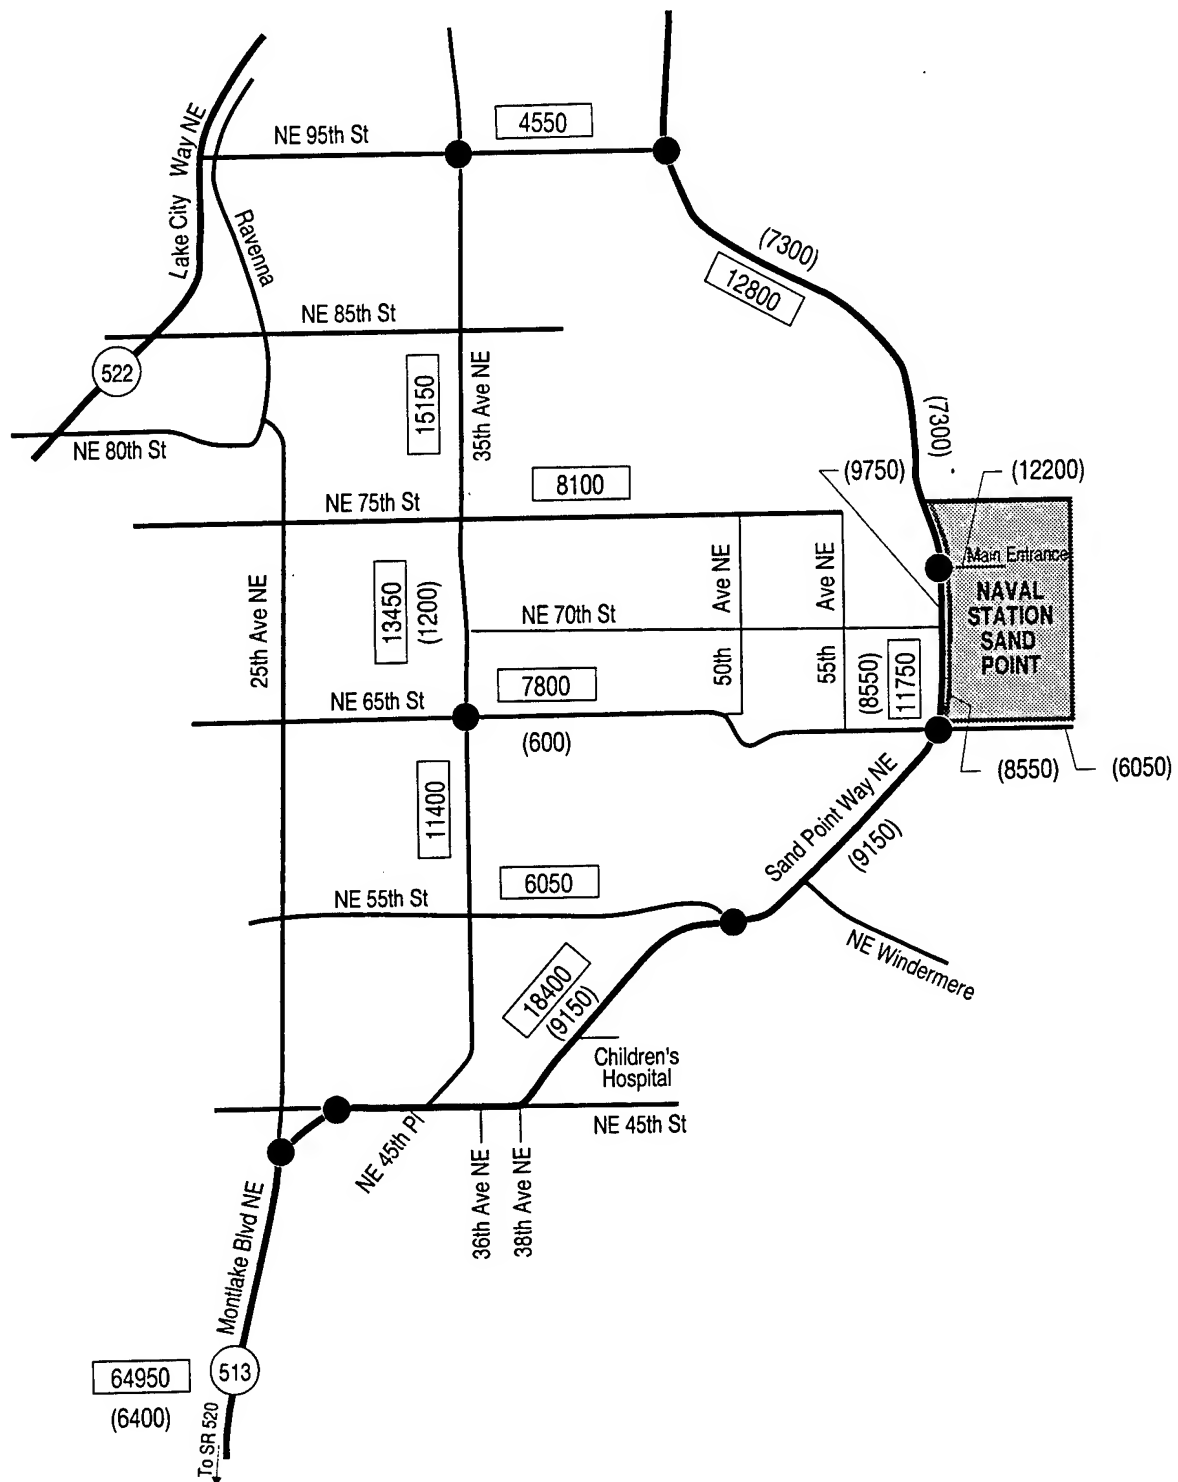 NE 95th St
4550
Lake City Way NE
Ravenna
(7300)
12800
NE 85th St
522
15150
35th Ave NE
(7300)
NE 80th St
8100
(9750)
(12200)
NE 75th St
Main Entrance
25th Ave NE
13450
(1200)
NE 70th St
50th Ave NE
55th Ave NE
(8550)
11750
NAVAL
STATION
SAND
POINT
7800
NE 65th St
(600)
(8550)
(6050)
11400
Sand Point Way NE
(9150)
6050
NE 55th St
NE Windermere
18400
(9150)
Children's
Hospital
NE 45th Pl
NE 45th St
36th Ave NE
38th Ave NE
Montlake Blvd NE
513
64950
(6400)
To SR 520